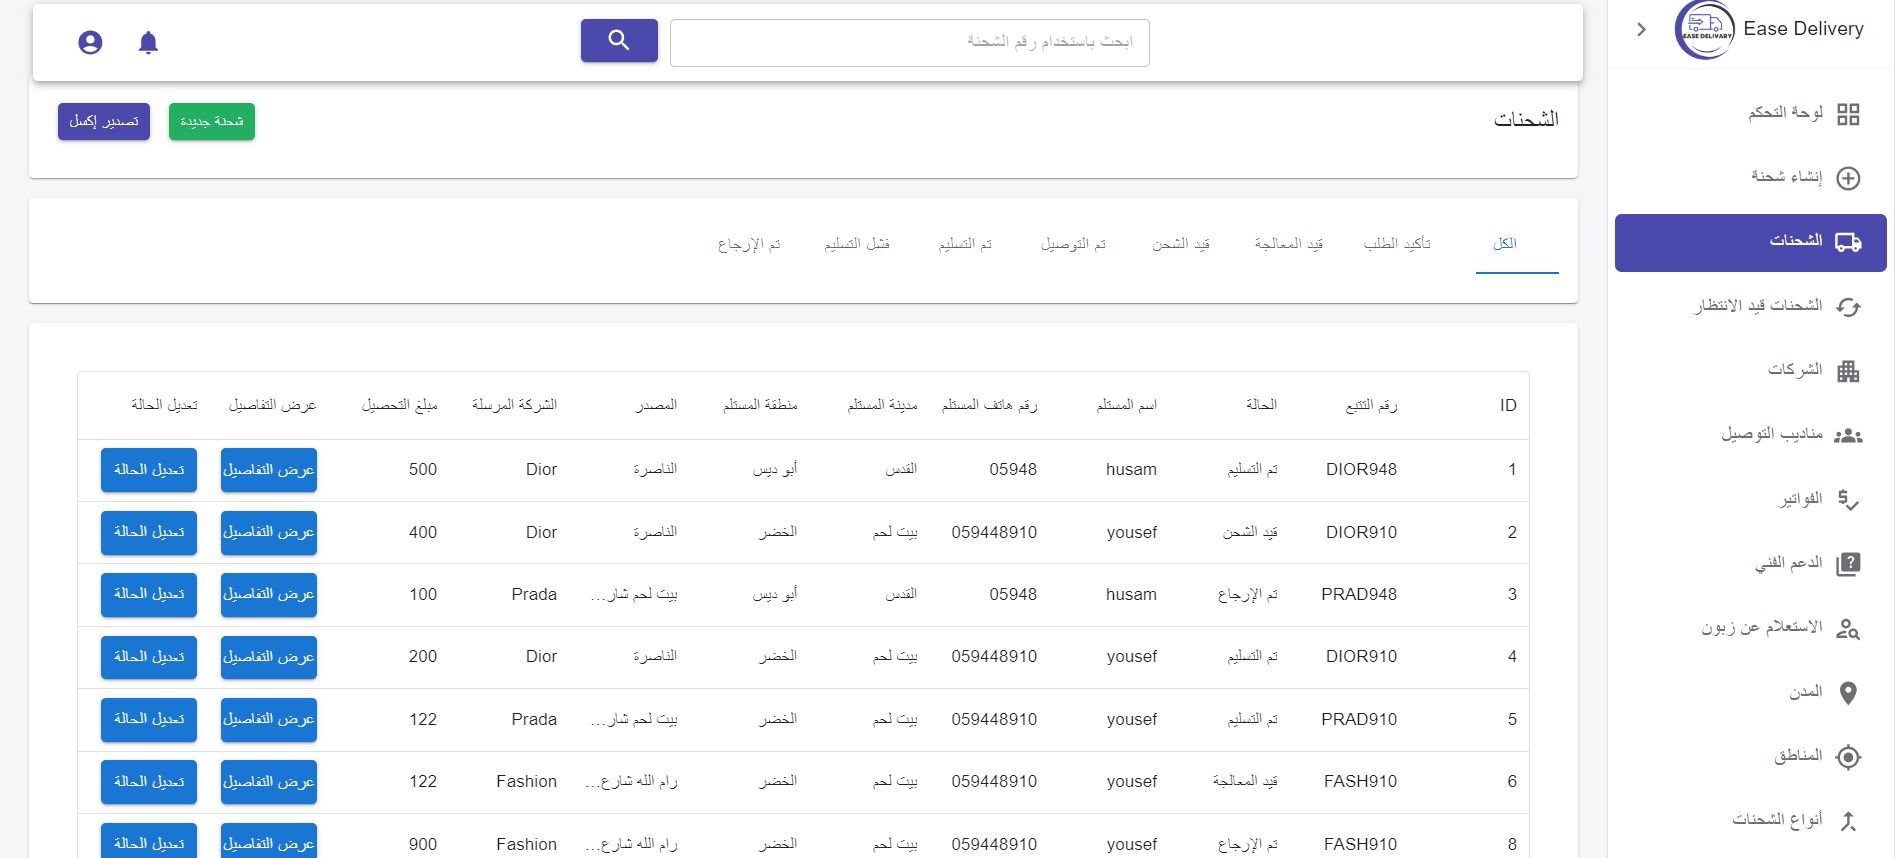 Ease Delivery
EASE DELIVERY
لوحة التحكم
إنشاء شحنة
الشحنات
الشحنات قيد الانتظار
الشركات
مناديب التوصيل
الفواتير
الدعم الفني
الاستعلام عن زبون
المدن
المناطق
أنواع الشحنات
ابحث باستخدام رقم الشحنة
الشحنات
شحنة جديدة
تصدير إكسل
الكل تأكيد الطلب قيد المعالجة قيد الشحن تم التوصيل تم التسليم فشل التسليم تم الإرجاع
ID رقم التتبع الحالة اسم المستلم رقم هاتف المستلم مدينة المستلم منطقة المستلم المصدر الشركة المرسلة مبلغ التحصيل عرض التفاصيل تعديل الحالة
1 DIOR948 تم التسليم husam 05948 القدس أبو ديس الناصرة Dior 500 عرض التفاصيل تعديل الحالة
2 DIOR910 قيد الشحن yousef 059448910 بيت لحم الخضر الناصرة Dior 400 عرض التفاصيل تعديل الحالة
3 PRAD948 تم الإرجاع husam 05948 القدس أبو ديس بيت لحم شار... Prada 100 عرض التفاصيل تعديل الحالة
4 DIOR910 تم التسليم yousef 059448910 بيت لحم الخضر الناصرة Dior 200 عرض التفاصيل تعديل الحالة
5 PRAD910 تم التسليم yousef 059448910 بيت لحم الخضر بيت لحم شار... Prada 122 عرض التفاصيل تعديل الحالة
6 FASH910 قيد المعالجة yousef 059448910 بيت لحم الخضر رام الله شارع... Fashion 122 عرض التفاصيل تعديل الحالة
8 FASH910 تم الإرجاع yousef 059448910 بيت لحم الخضر رام الله شارع... Fashion 900 عرض التفاصيل تعديل الحالة